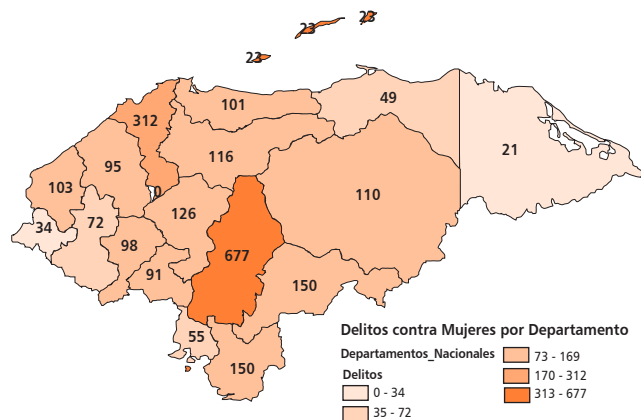 23
23
23
101
49
312
21
116
95
110
103
0
126
72
34
98
677
91
150
55
150
Delitos contra Mujeres por Departamento
Departamentos_Nacionales
Delitos
0 - 34
35 - 72
73 - 169
170 - 312
313 - 677